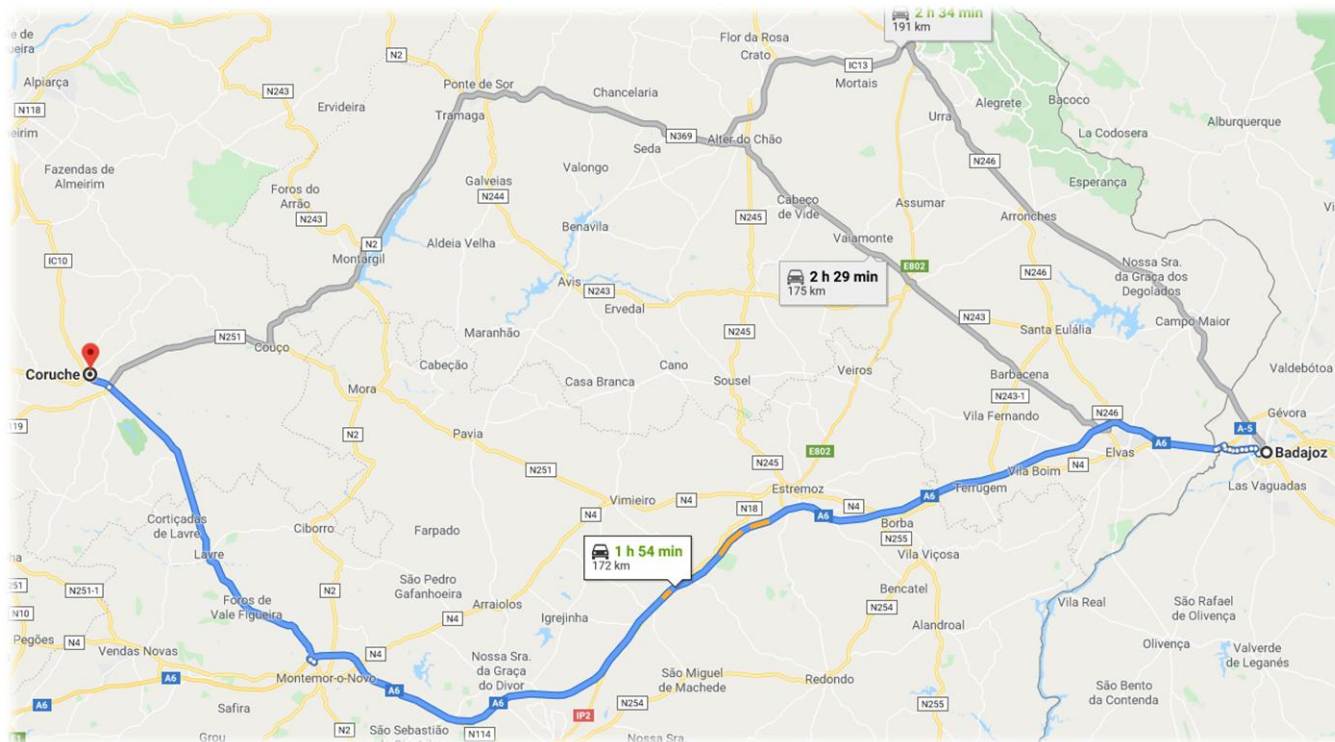 2 h 34 min
191 km
Flor da Rosa
Crato
IC13
Mortais
N2
Alpiarça
N243
N118
Ervideira
Ponte de Sor
Tramaga
Chancelaria
Alegrete
Bacoco
Urra
La Codosera
Alburquerque
N369
Alter do Chão
Seda
Valongo
N246
Fazendas
de Almeirim
Foros do
Arrão
N243
Galveias
N244
Esperança
Cabeço
de Vide
Assumar
Arronches
N245
Benavila
N2
Aldeia Velha
Vaiamonte
IC10
Montargil
E802
2 h 29 min
175 km
N246
Nossa Sra.
da Graça dos
Degolados
Avis
N243
Ervedal
N243
Santa Eulália
Campo Maior
N251
Couço
Maranhão
N245
Coruche
Cabeção
Cano
Casa Branca
Sousel
Veiros
Barbacena
Valdebótoa
Mora
N243-1
Vila Fernando
N246
Gévora
N2
Pavia
A-5
A6
Elvas
Badajoz
N251
E802
N245
Vila Boim
N4
Las Vaguadas
Estremoz
Terrugem
Vimieiro
N4
A6
N18
A6
N4
Borba
Cortiçadas
de Lavre
Ciborro
Farpado
N4
N255
Lavre
1 h 54 min
172 km
Vila Viçosa
N251-1
N2
São Pedro
Gafanhoeira
Bencatel
N10
Foros de
Vale Figueira
Arraiolos
Igrejinha
N254
Vila Real
São Rafael
de Olivença
Pegões
N4
N4
Alandroal
Vendas Novas
N4
Nossa Sra.
da Graça
do Divor
Olivença
Valverde
de Leganés
A6
Montemor-o-Novo
São Miguel
de Machede
Redondo
A6
A6
A6
São Bento
de la Contenda
Safira
N254
N255
IP2
Grou
N2
São Sebastião
N114
Nossa Sra.